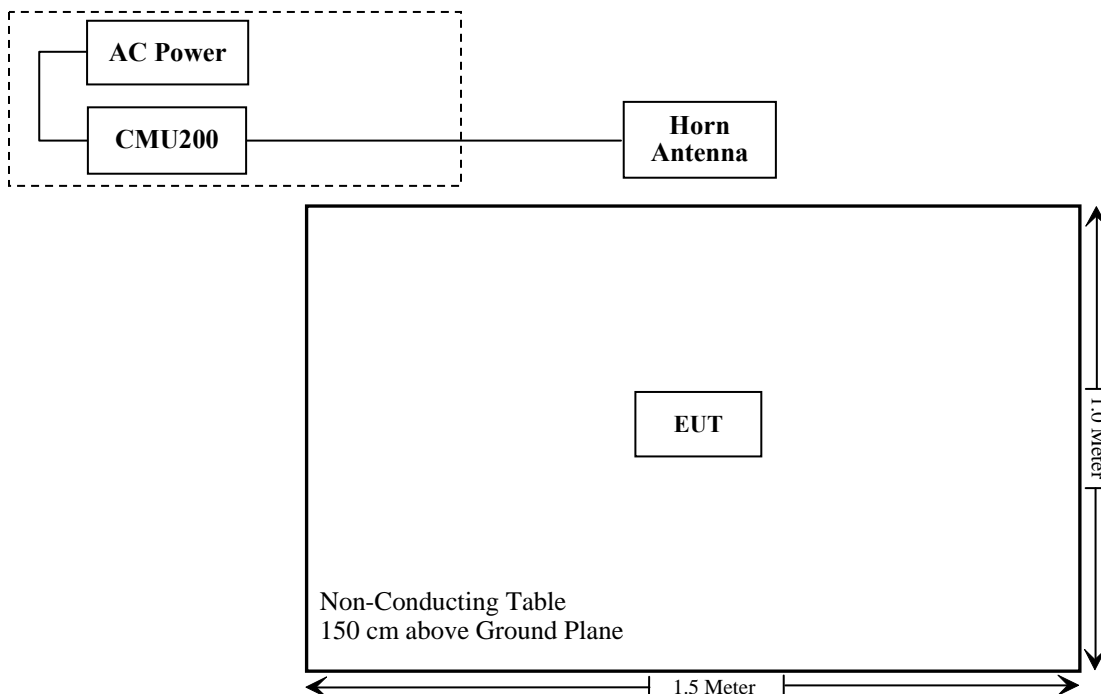 AC Power
CMU200
Horn
Antenna
EUT
1.0 Meter
Non-Conducting Table
150 cm above Ground Plane
1.5 Meter